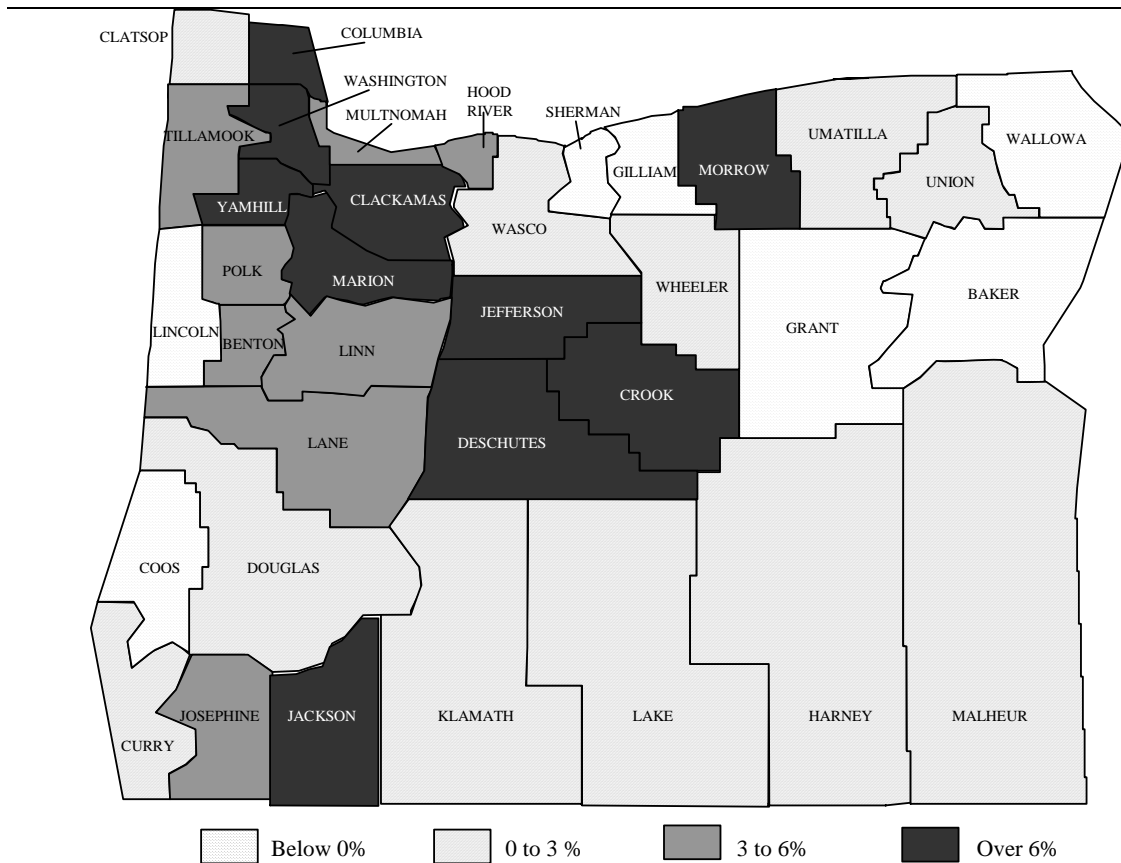 CLATSOP
COLUMBIA
WASHINGTON
MULTNOMAH
HOOD
RIVER
SHERMAN
TILLAMOOK
UMATILLA
WALLOWA
GILLIAM
MORROW
UNION
YAMHILL
CLACKAMAS
WASCO
POLK
MARION
WHEELER
BAKER
JEFFERSON
GRANT
LINCOLN
BENTON
LINN
CROOK
DESCHUTES
LANE
COOS
DOUGLAS
JOSEPHINE
JACKSON
KLAMATH
LAKE
HARNEY
MALHEUR
CURRY
Below 0%
0 to 3 %
3 to 6%
Over 6%